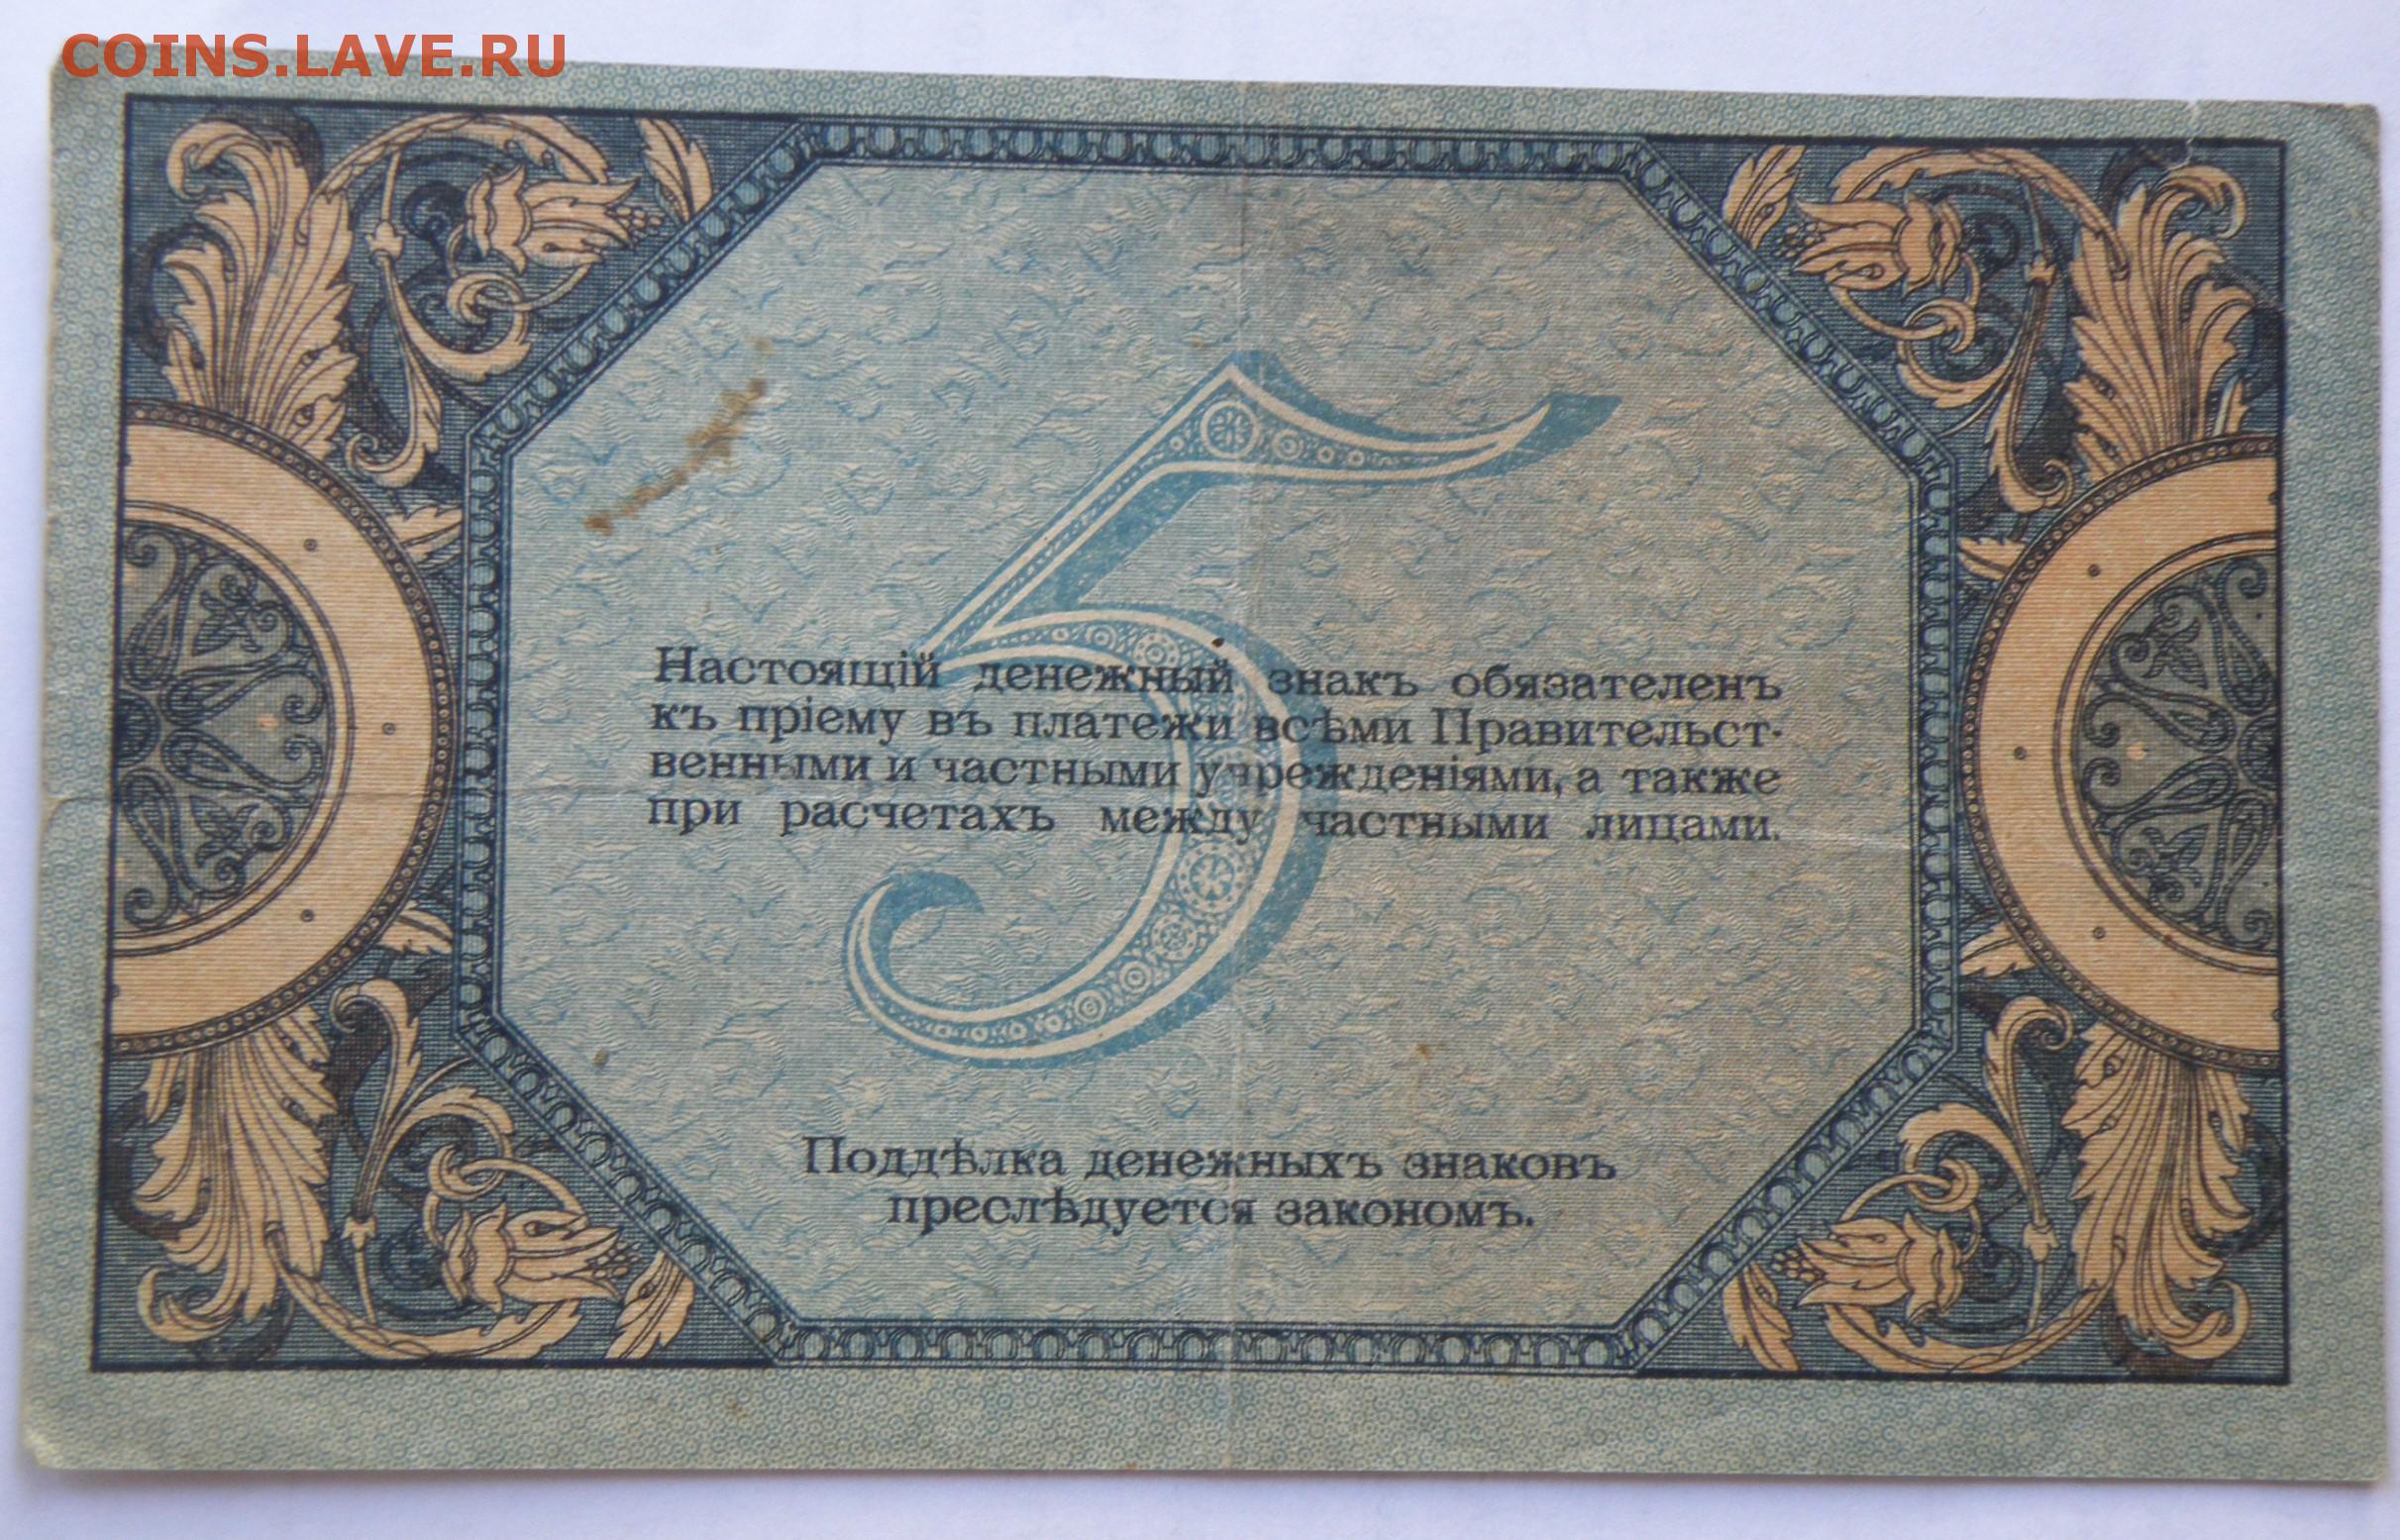 COINS.LAVE.RU
5
Настоящій денежный знакъ обязателенъ
къ пріему въ платежи всѣми Правительст-
венными и частными учрежденіями, а также
при расчетахъ между частными лицами.
Поддѣлка денежныхъ знаковъ
преслѣдуется закономъ.